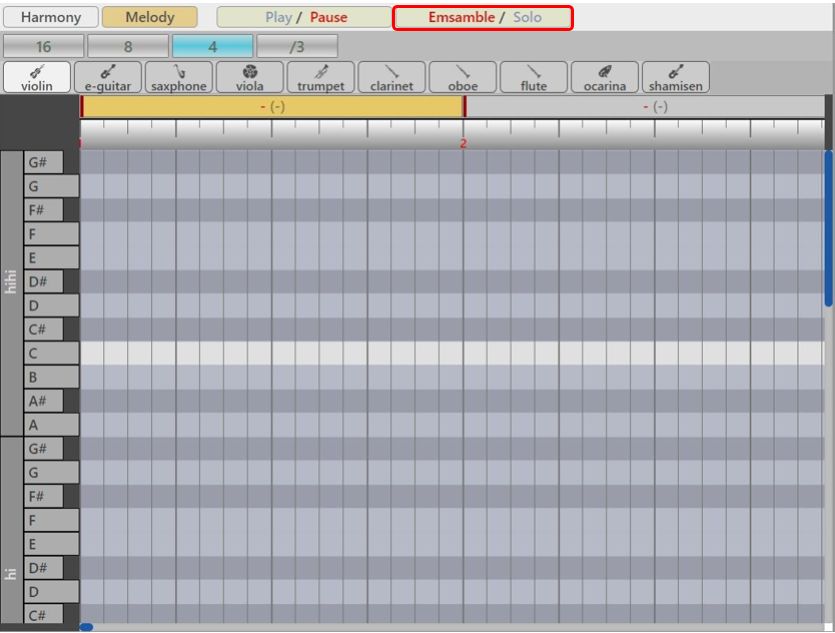 Harmony Melody Play / Pause Emsamble / Solo
16 8 4 /3
violin e-guitar saxphone viola trumpet clarinet oboe flute ocarina shamisen
- (-) - (-)
2
hihi
G#
G
F#
F
E
D#
D
C#
C
B
A#
A
hi
G#
G
F#
F
E
D#
D
C#